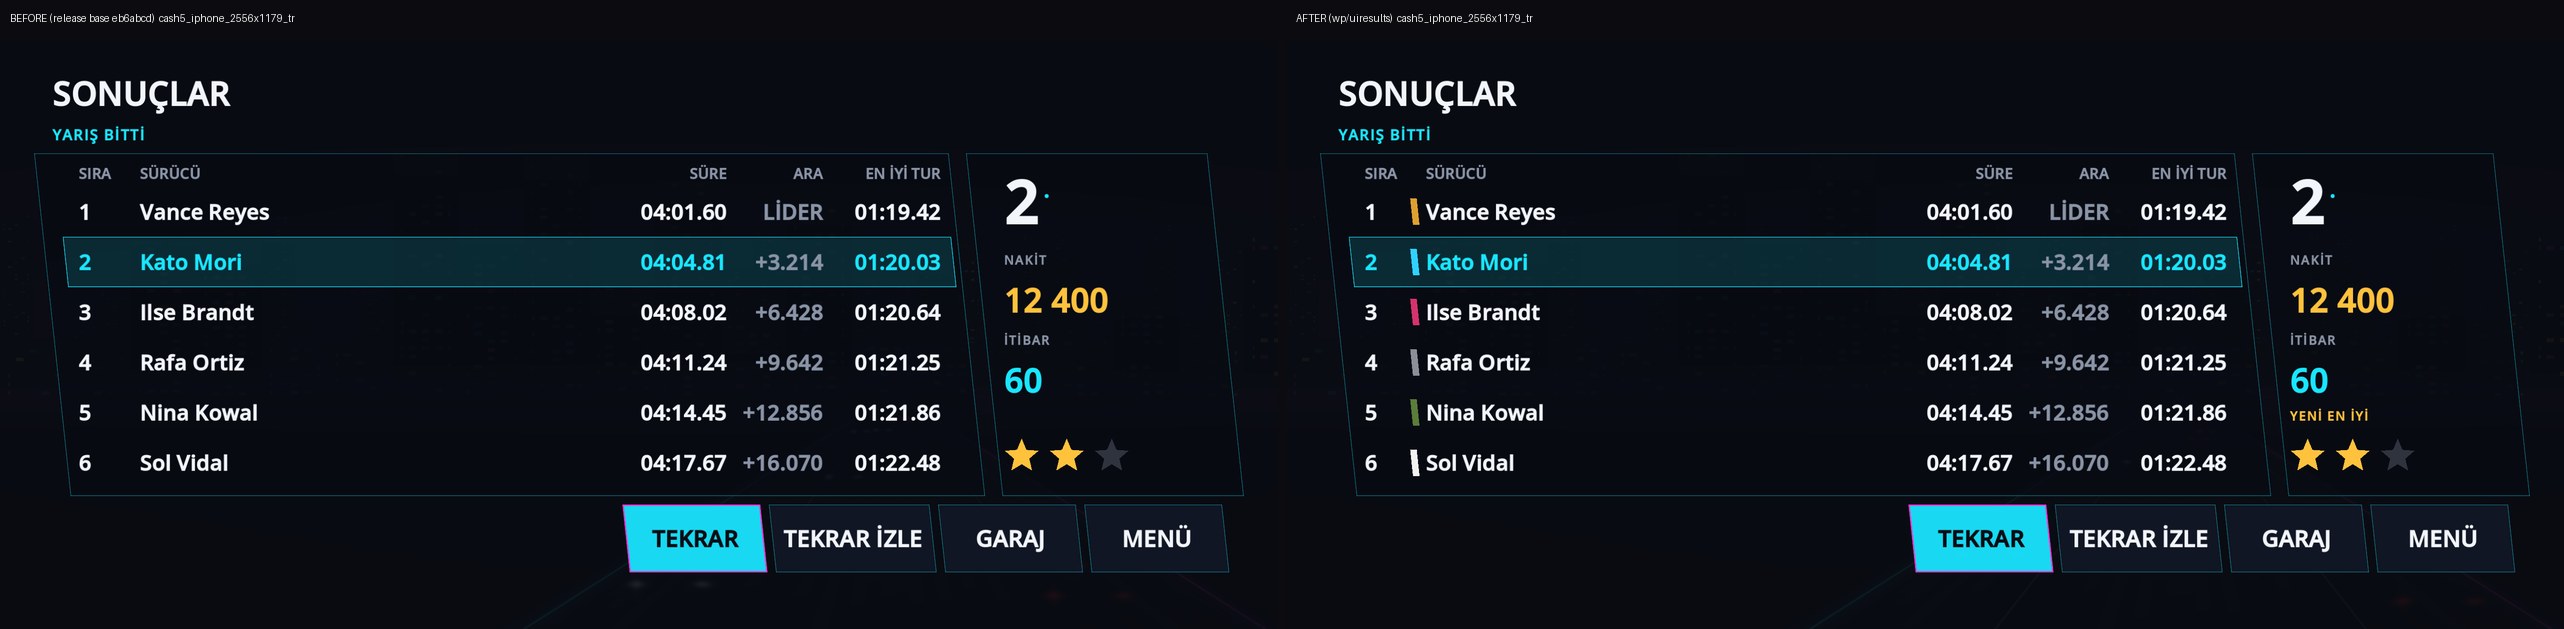 BEFORE (release base eb6abcd) cash5_iphone_2556x1179_tr
SONUÇLAR
YARIŞ BİTTİ
SIRA SÜRÜCÜ SÜRE ARA EN İYİ TUR
1 Vance Reyes 04:01.60 LİDER 01:19.42
2 Kato Mori 04:04.81 +3.214 01:20.03
3 Ilse Brandt 04:08.02 +6.428 01:20.64
4 Rafa Ortiz 04:11.24 +9.642 01:21.25
5 Nina Kowal 04:14.45 +12.856 01:21.86
6 Sol Vidal 04:17.67 +16.070 01:22.48
2.
NAKİT
12 400
İTİBAR
60
TEKRAR TEKRAR İZLE GARAJ MENÜ
AFTER (wp/uiresults) cash5_iphone_2556x1179_tr
SONUÇLAR
YARIŞ BİTTİ
SIRA SÜRÜCÜ SÜRE ARA EN İYİ TUR
1 Vance Reyes 04:01.60 LİDER 01:19.42
2 Kato Mori 04:04.81 +3.214 01:20.03
3 Ilse Brandt 04:08.02 +6.428 01:20.64
4 Rafa Ortiz 04:11.24 +9.642 01:21.25
5 Nina Kowal 04:14.45 +12.856 01:21.86
6 Sol Vidal 04:17.67 +16.070 01:22.48
2.
NAKİT
12 400
İTİBAR
60
YENİ EN İYİ
TEKRAR TEKRAR İZLE GARAJ MENÜ